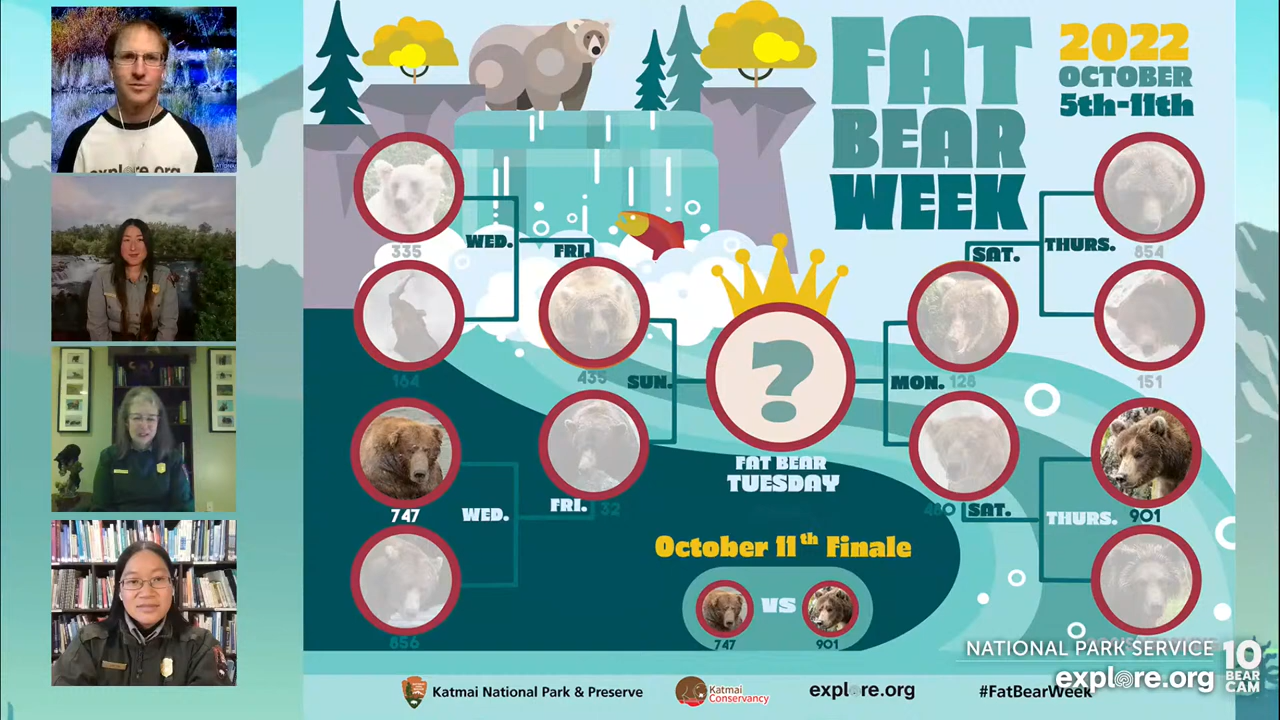 explore.org
FAT
BEAR
WEEK
2022
OCTOBER
5th-11th
335
WED.
FRI.
164
435
SUN.
747
WED.
FRI.
32
856
?
FAT BEAR
TUESDAY
October 11th Finale
VS
747
901
SAT.
THURS.
854
MON.
128
151
480
SAT.
THURS.
901
NATIONAL PARK SERVICE
explore.org
10
BEAR
CAM
Katmai National Park & Preserve
Katmai
Conservancy
explore.org
#FatBearWeek